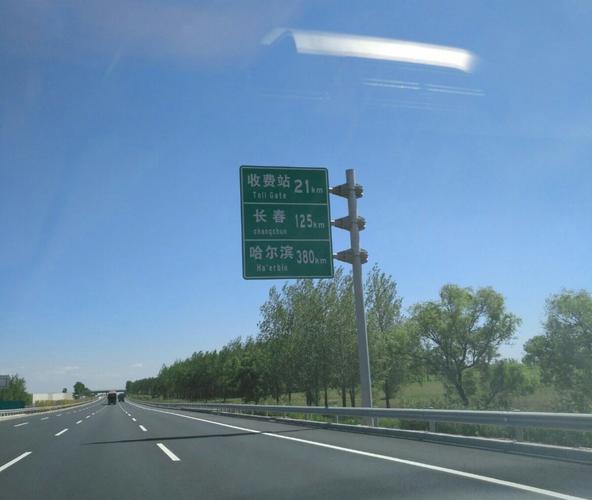 收费站 21km
Toll Gate
长春 125km
changchun
哈尔滨 380km
Ha'erbin